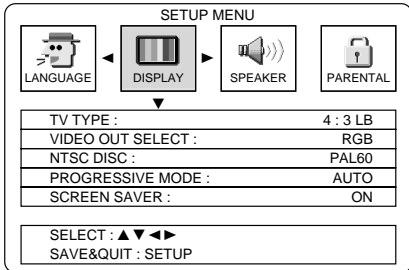 SETUP MENU
LANGUAGE ◄ DISPLAY ► SPEAKER PARENTAL
▼
TV TYPE : 4 : 3 LB
VIDEO OUT SELECT : RGB
NTSC DISC : PAL60
PROGRESSIVE MODE : AUTO
SCREEN SAVER : ON
SELECT : ▲ ▼ ◄ ►
SAVE&QUIT : SETUP